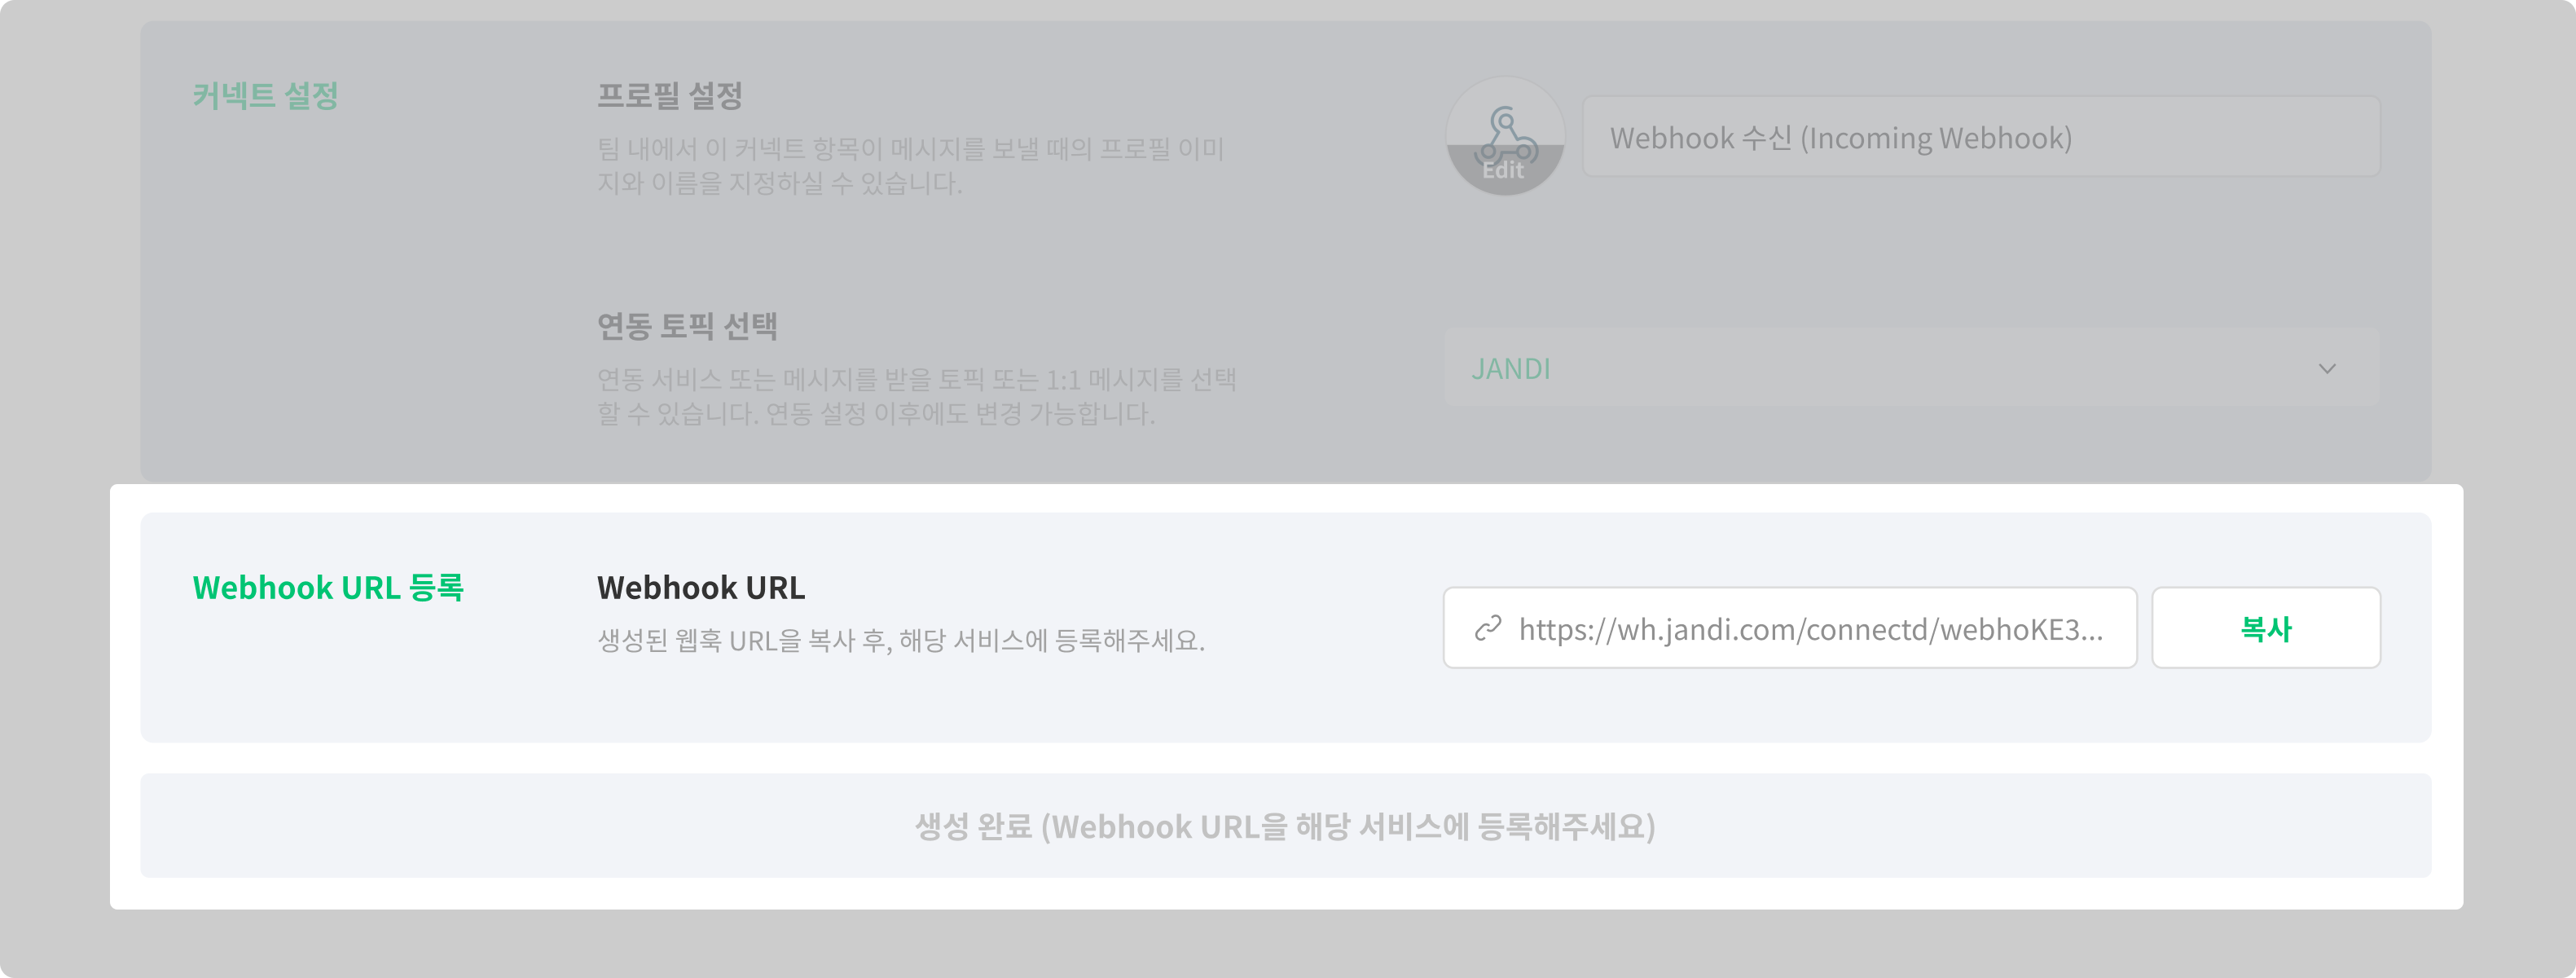 커넥트 설정
프로필 설정
팀 내에서 이 커넥트 항목이 메시지를 보낼 때의 프로필 이미
지와 이름을 지정하실 수 있습니다.
Edit
Webhook 수신 (Incoming Webhook)
연동 토픽 선택
연동 서비스 또는 메시지를 받을 토픽 또는 1:1 메시지를 선택
할 수 있습니다. 연동 설정 이후에도 변경 가능합니다.
JANDI
Webhook URL 등록
Webhook URL
생성된 웹훅 URL을 복사 후, 해당 서비스에 등록해주세요.
https://wh.jandi.com/connectd/webhoKE3...
복사
생성 완료 (Webhook URL을 해당 서비스에 등록해주세요)